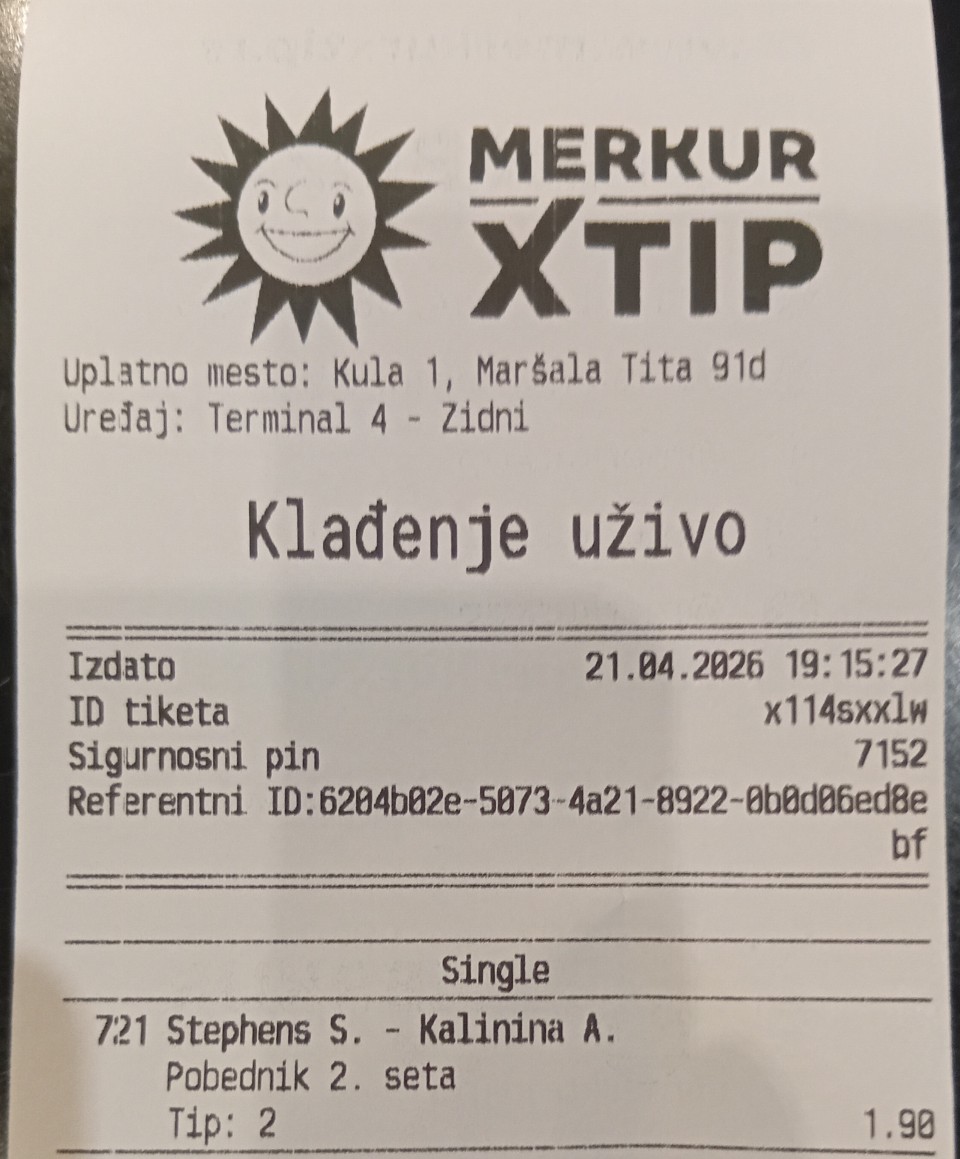 MERKUR
XTIP
Uplatno mesto: Kula 1, Maršala Tita 91d
Uređaj: Terminal 4 - Zidni
Klađenje uživo
Izdato 21.04.2026 19:15:27
ID tiketa x114sxxlw
Sigurnosni pin 7152
Referentni ID:6204b02e-5073-4a21-8922-0b0d06ed8e
bf
Single
721 Stephens S. - Kalinina A.
Pobednik 2. seta
Tip: 2 1.90